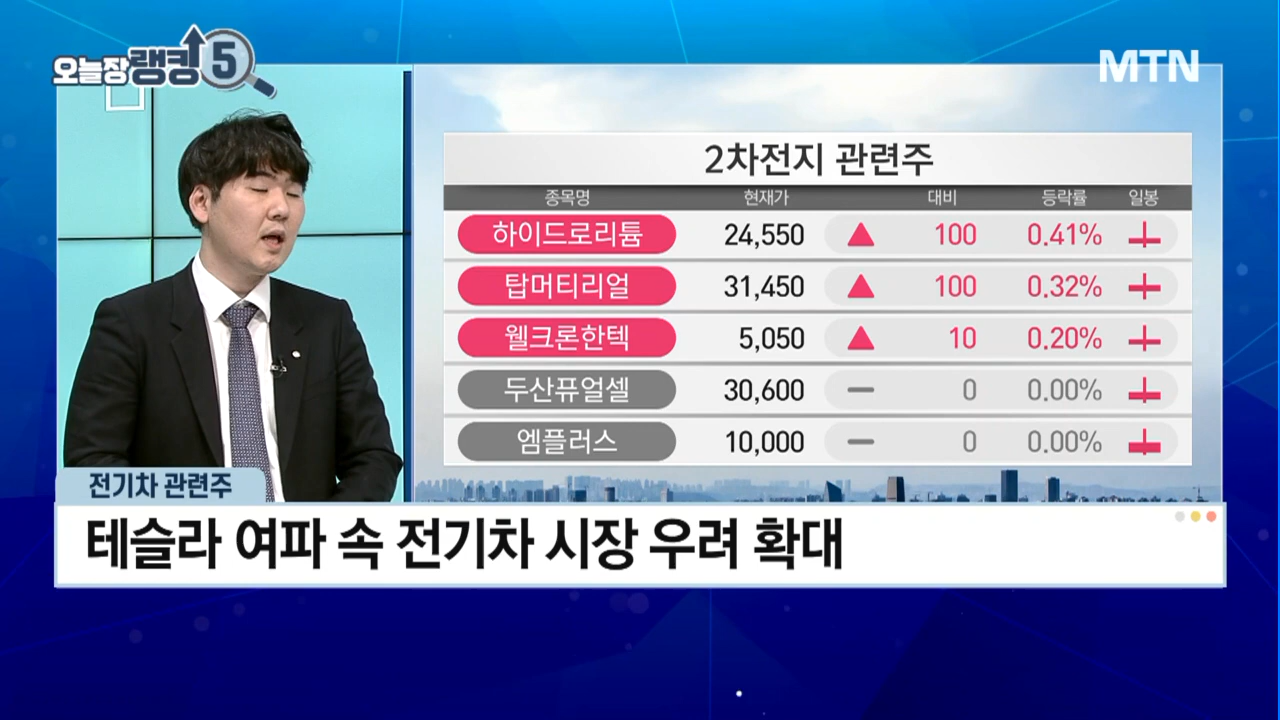 오늘장랭킹5
MTN
2차전지 관련주
종목명 현재가 대비 등락률 일봉
하이드로리튬 24,550 ▲ 100 0.41%
탑머티리얼 31,450 ▲ 100 0.32%
웰크론한텍 5,050 ▲ 10 0.20%
두산퓨얼셀 30,600 — 0 0.00%
엠플러스 10,000 — 0 0.00%
전기차 관련주
테슬라 여파 속 전기차 시장 우려 확대